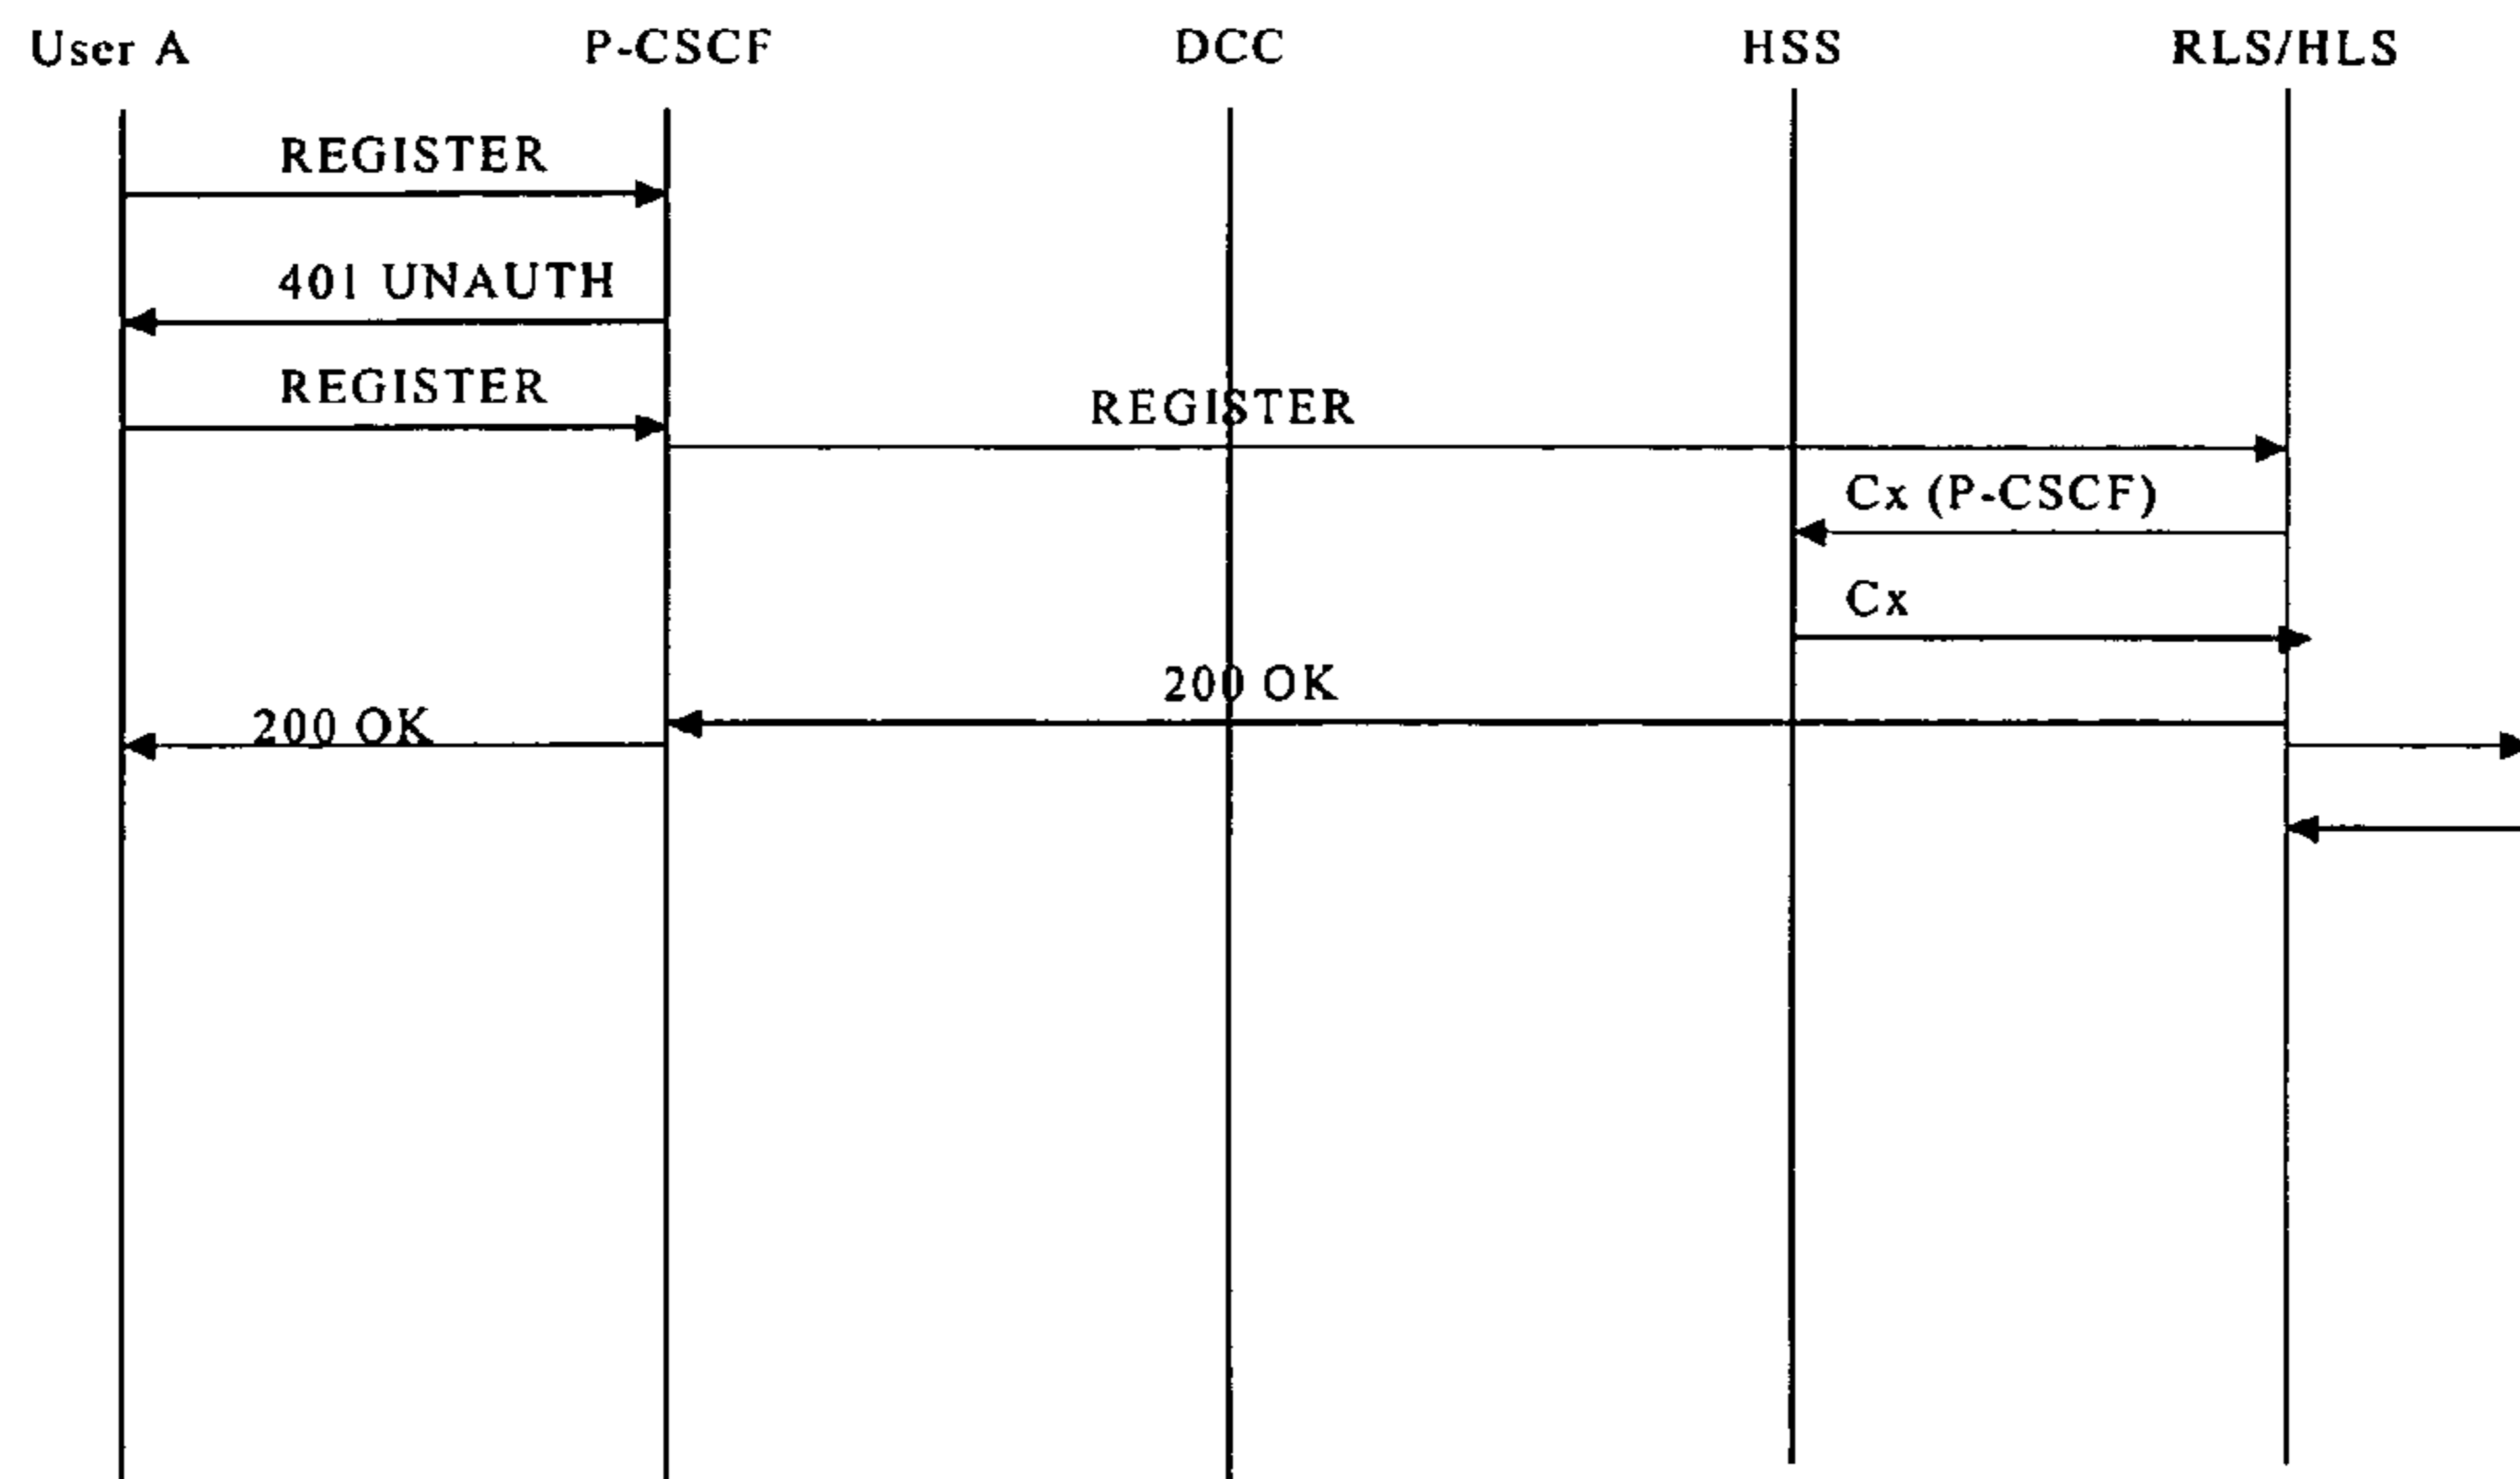 User A P-CSCF DCC HSS RLS/HLS
REGISTER
401 UNAUTH
REGISTER
REGISTER
Cx (P-CSCF)
Cx
200 OK
200 OK